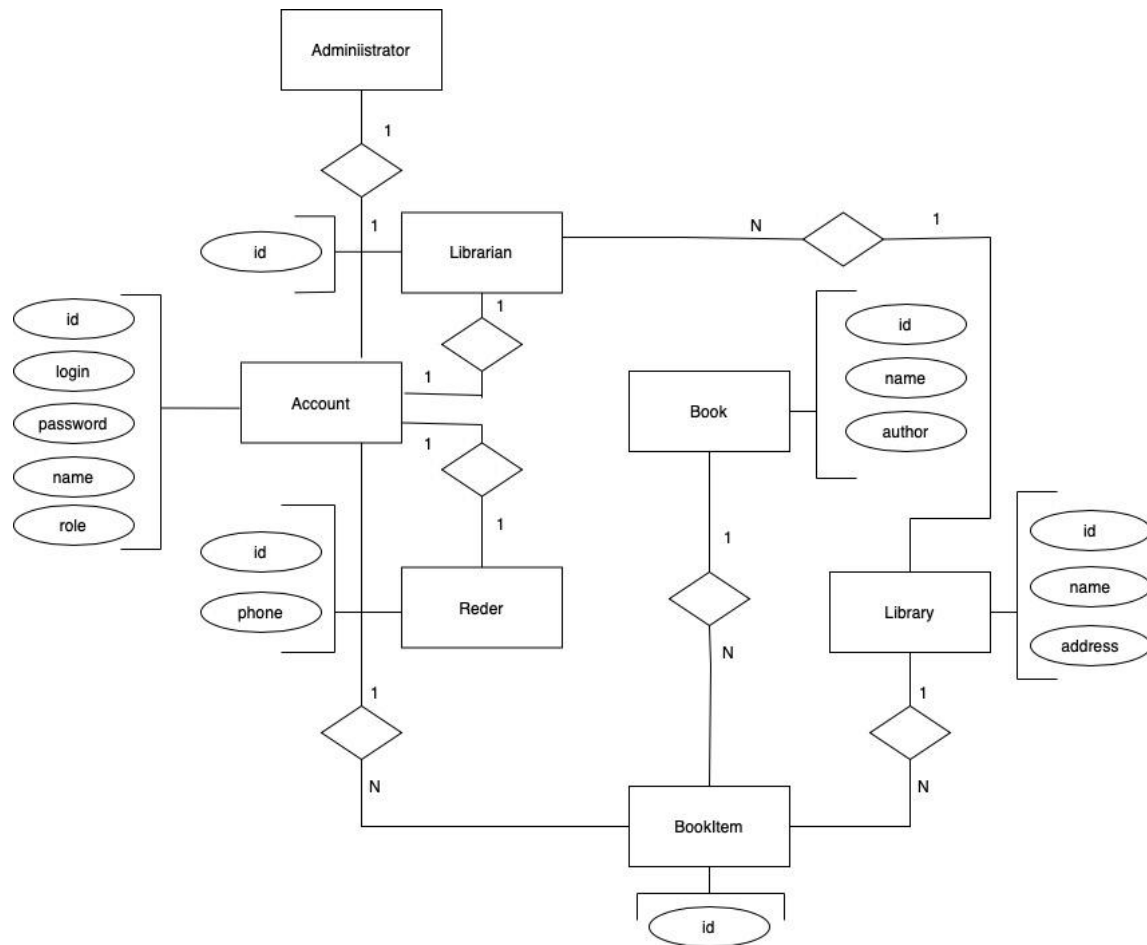 Adminiistrator
1
1
id
Librarian
N
1
1
id
login
password
name
role
Account
1
1
1
Book
id
name
author
id
phone
Reder
1
Library
id
name
address
1
N
N
1
N
BookItem
1
N
id